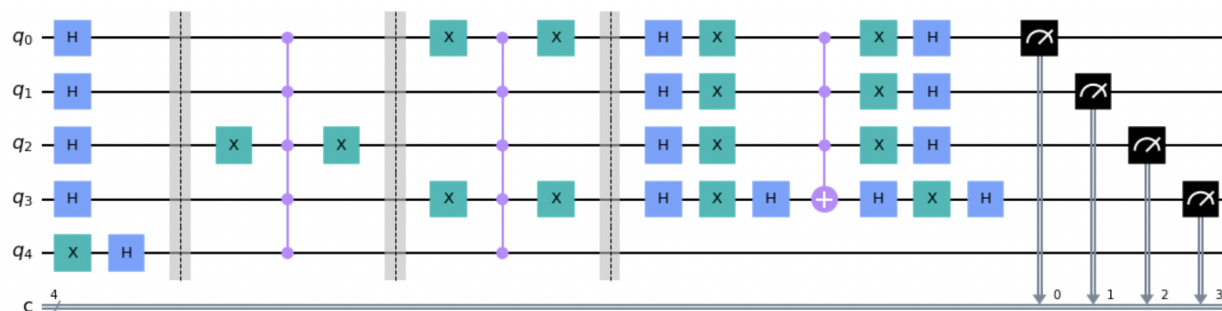 q0 H X X H X X H
q1 H H X X H
q2 H X X H X X H
q3 H X X H X H H X H
q4 X H
4 0 1 2 3
c